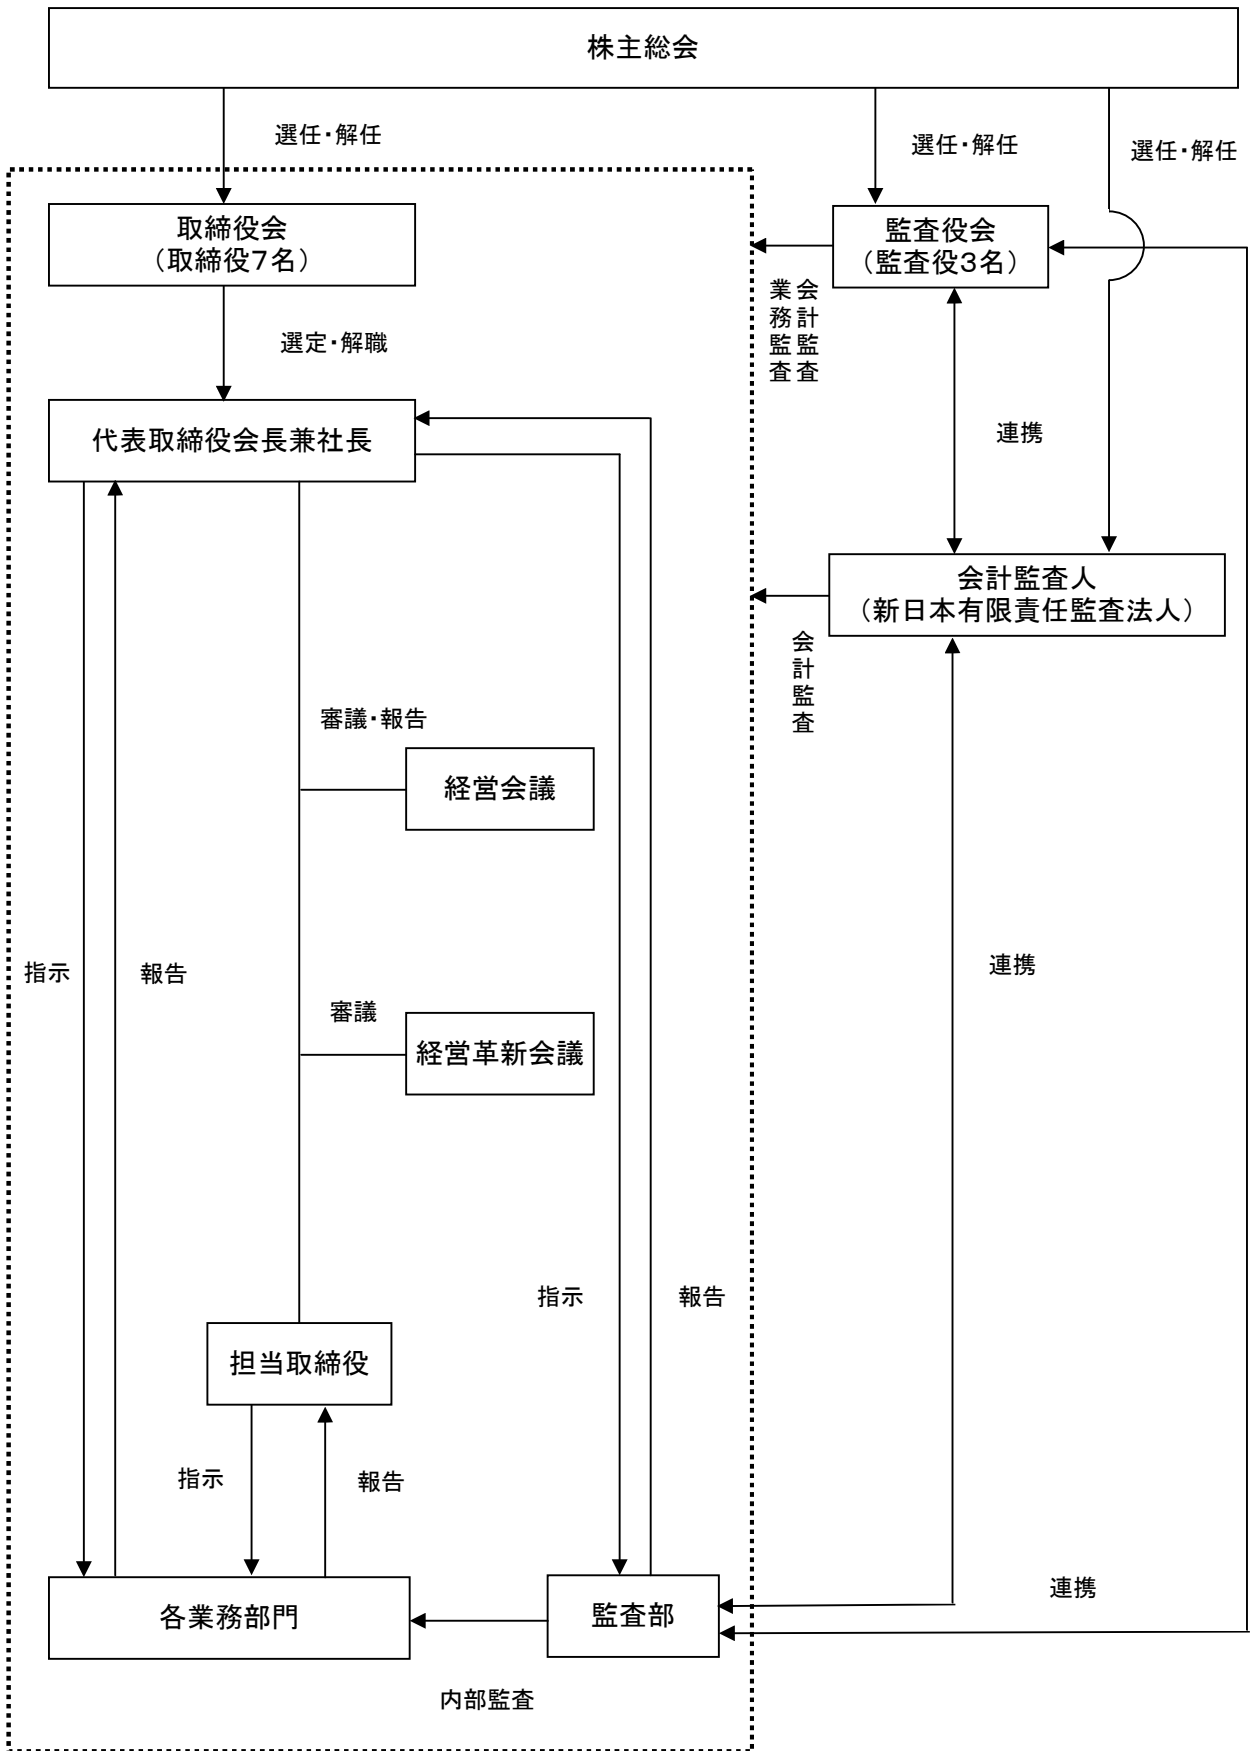 株主総会
選任・解任
選任・解任
選任・解任
取締役会
（取締役７名）
監査役会
（監査役３名）
業務監査
会計監査
選定・解職
代表取締役会長兼社長
連携
会計監査人
（新日本有限責任監査法人）
会計監査
審議・報告
経営会議
指示
報告
連携
審議
経営革新会議
指示
報告
担当取締役
指示
報告
各業務部門
監査部
連携
内部監査